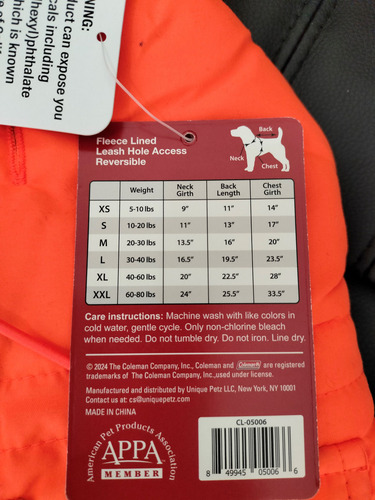 NING:
duct can expose you
cals including
hexyl)phthalate
which is known
Fleece Lined
Leash Hole Access
Reversible
Back
Neck
Chest
Weight Neck Girth Back Length Chest Girth
XS 5-10 lbs 9" 11" 14"
S 10-20 lbs 11" 13" 17"
M 20-30 lbs 13.5" 16" 20"
L 30-40 lbs 16.5" 19.5" 23.5"
XL 40-60 lbs 20" 22.5" 28"
XXL 60-80 lbs 24" 25.5" 33.5"
Care instructions: Machine wash with like colors in
cold water, gentle cycle. Only non-chlorine bleach
when needed. Do not tumble dry. Do not iron. Line dry.
© 2024 The Coleman Company, Inc., Coleman and Coleman® are registered
trademarks of The Coleman Company, Inc.,used under license.
Manufactured and distributed by Unique Petz LLC, New York, NY 10001
Contact us at cs@uniquepetz.com
MADE IN CHINA
American Pet Products Association
APPA
MEMBER
CL-05006
8 49945 05006 6